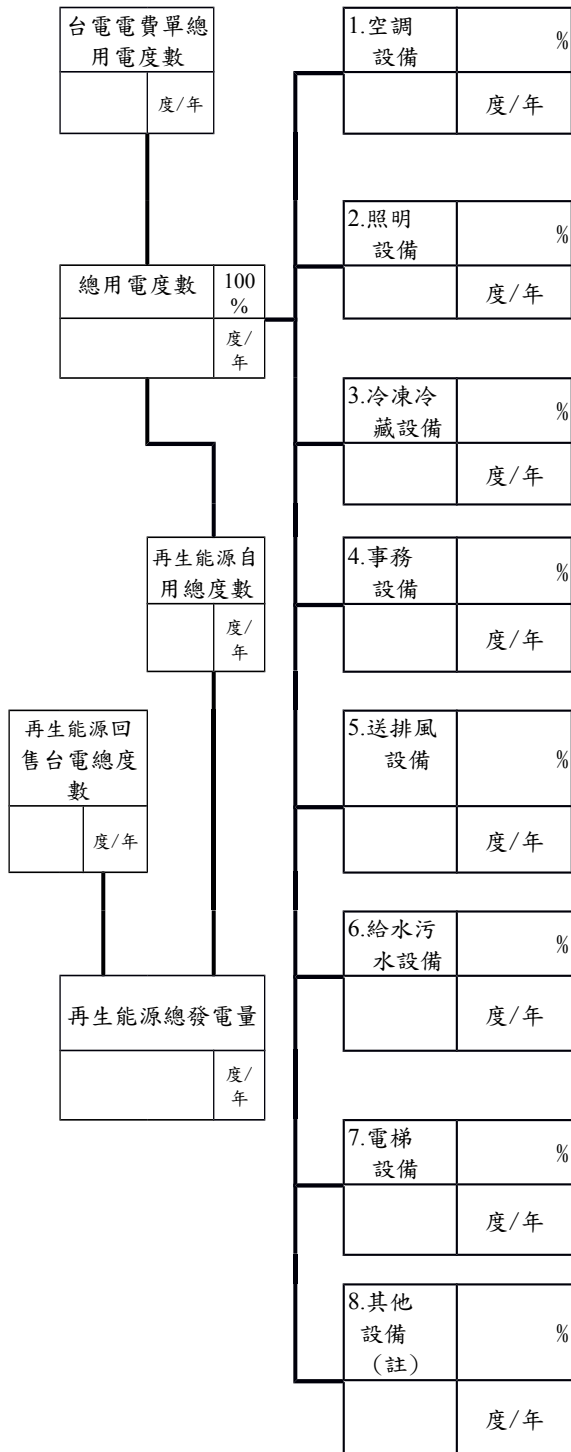 台電電費單總
用電度數
度/年
總用電度數
100
%
度/
年
再生能源自
用總度數
度/
年
再生能源回
售台電總度
數
度/年
再生能源總發電量
度/
年
1.空調
設備
%
度/年
2.照明
設備
%
度/年
3.冷凍冷
藏設備
%
度/年
4.事務
設備
%
度/年
5.送排風
設備
%
度/年
6.給水污
水設備
%
度/年
7.電梯
設備
%
度/年
8.其他
設備
（註）
%
度/年